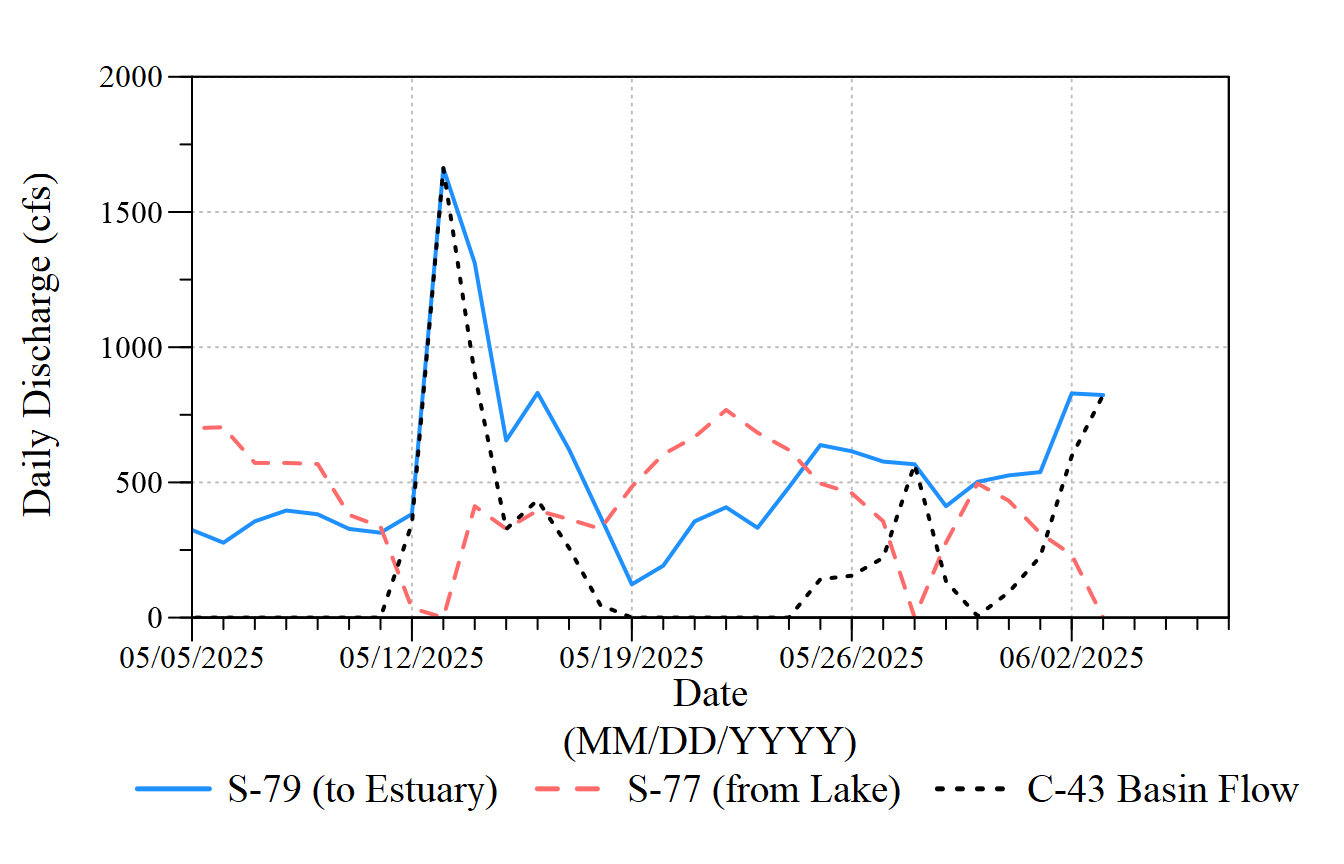 2000
1500
1000
500
0
Daily Discharge (cfs)
05/05/2025 05/12/2025 05/19/2025 05/26/2025 06/02/2025
Date
(MM/DD/YYYY)
S-79 (to Estuary) S-77 (from Lake) C-43 Basin Flow